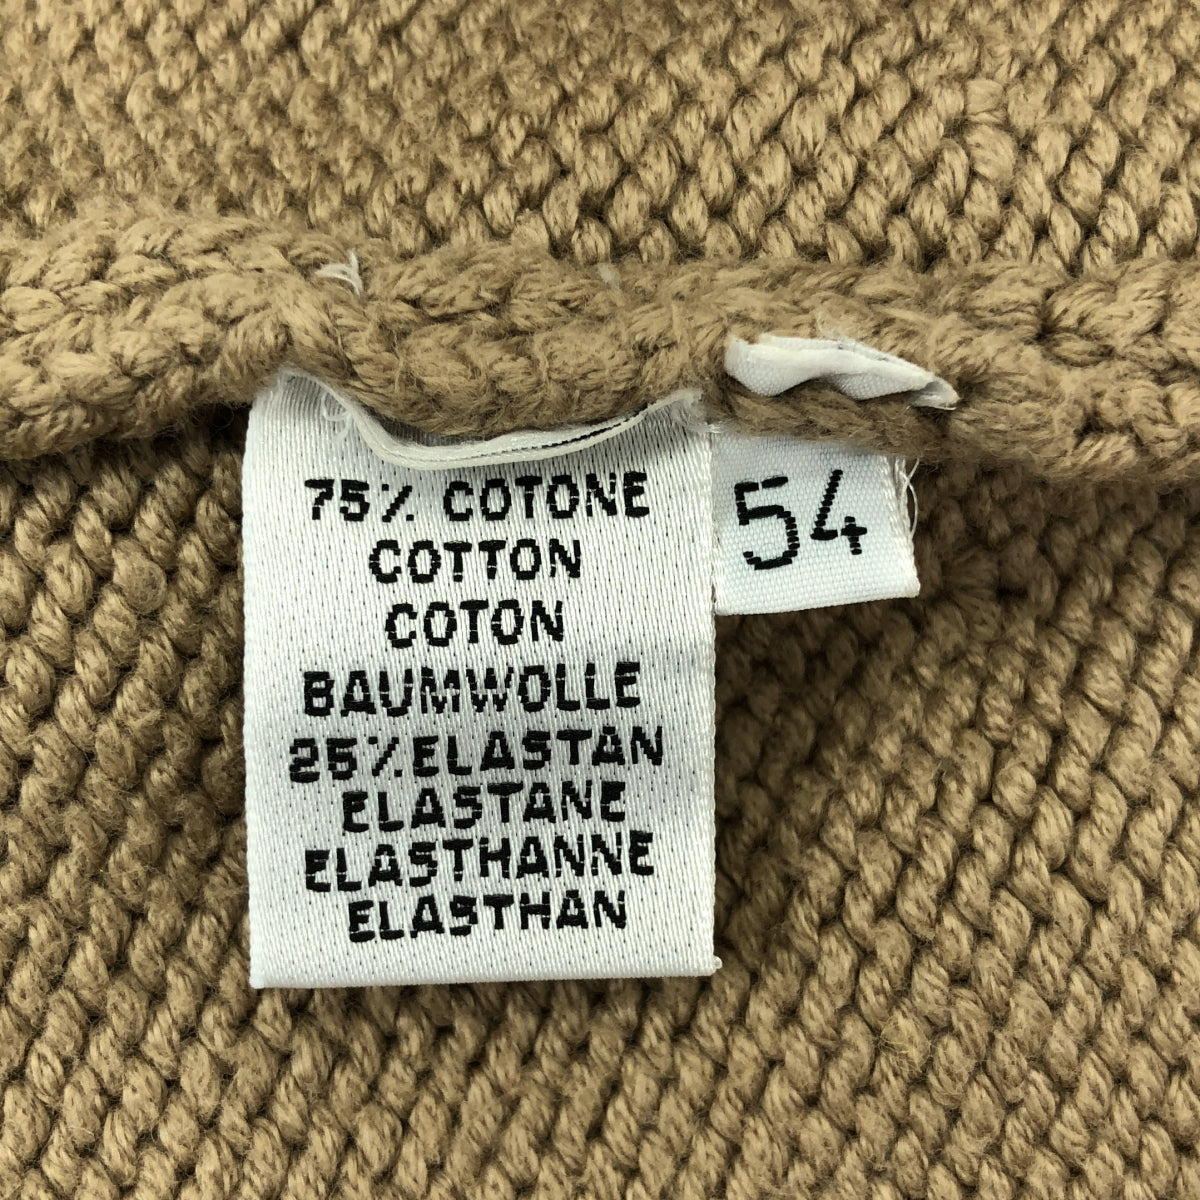 75% COTONE
COTTON
COTON
BAUMWOLLE
25% ELASTAN
ELASTANE
ELASTHANNE
ELASTHAN
54